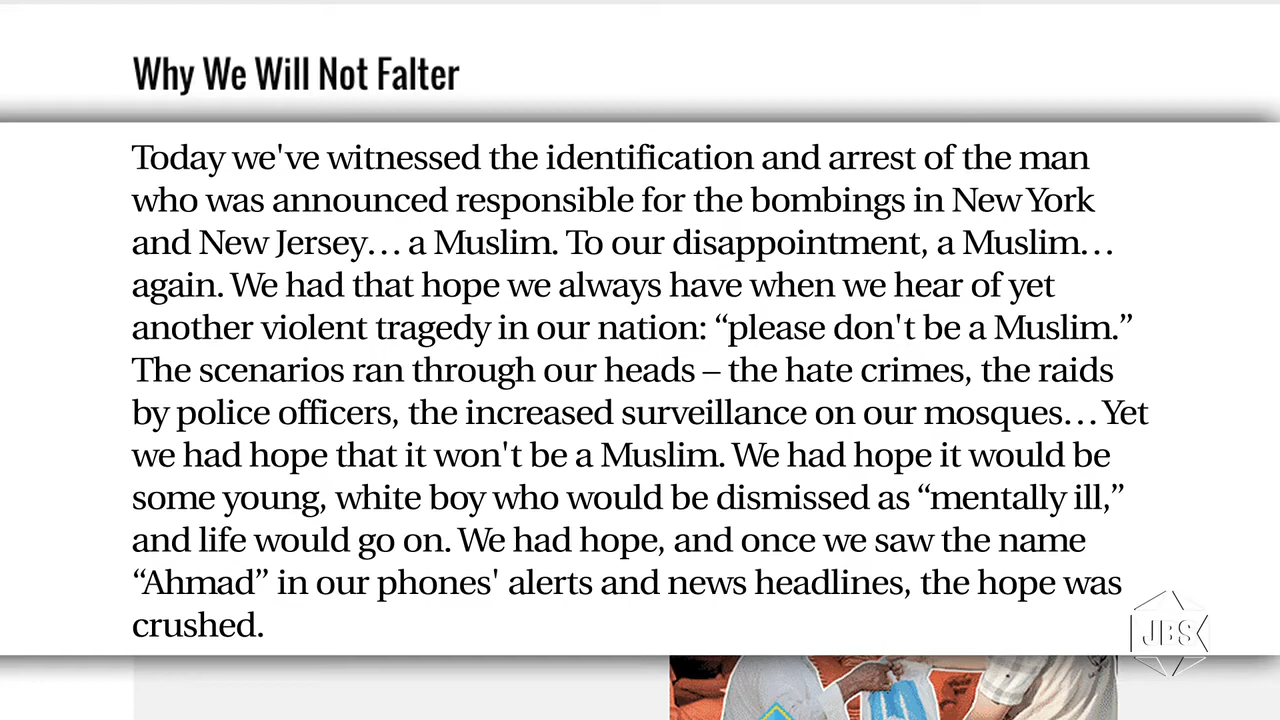 Why We Will Not Falter
Today we've witnessed the identification and arrest of the man
who was announced responsible for the bombings in New York
and New Jersey… a Muslim. To our disappointment, a Muslim…
again. We had that hope we always have when we hear of yet
another violent tragedy in our nation: “please don't be a Muslim.”
The scenarios ran through our heads – the hate crimes, the raids
by police officers, the increased surveillance on our mosques… Yet
we had hope that it won't be a Muslim. We had hope it would be
some young, white boy who would be dismissed as “mentally ill,”
and life would go on. We had hope, and once we saw the name
“Ahmad” in our phones' alerts and news headlines, the hope was
crushed.
JBS